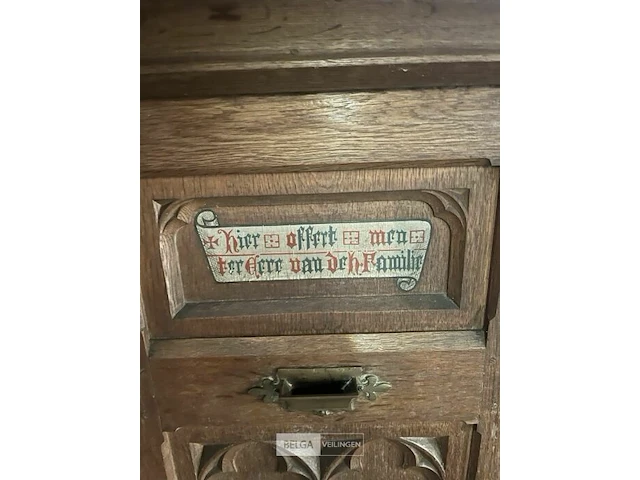 Hier offert men
ter Eere van de H. Familie
BELGA VEILINGEN